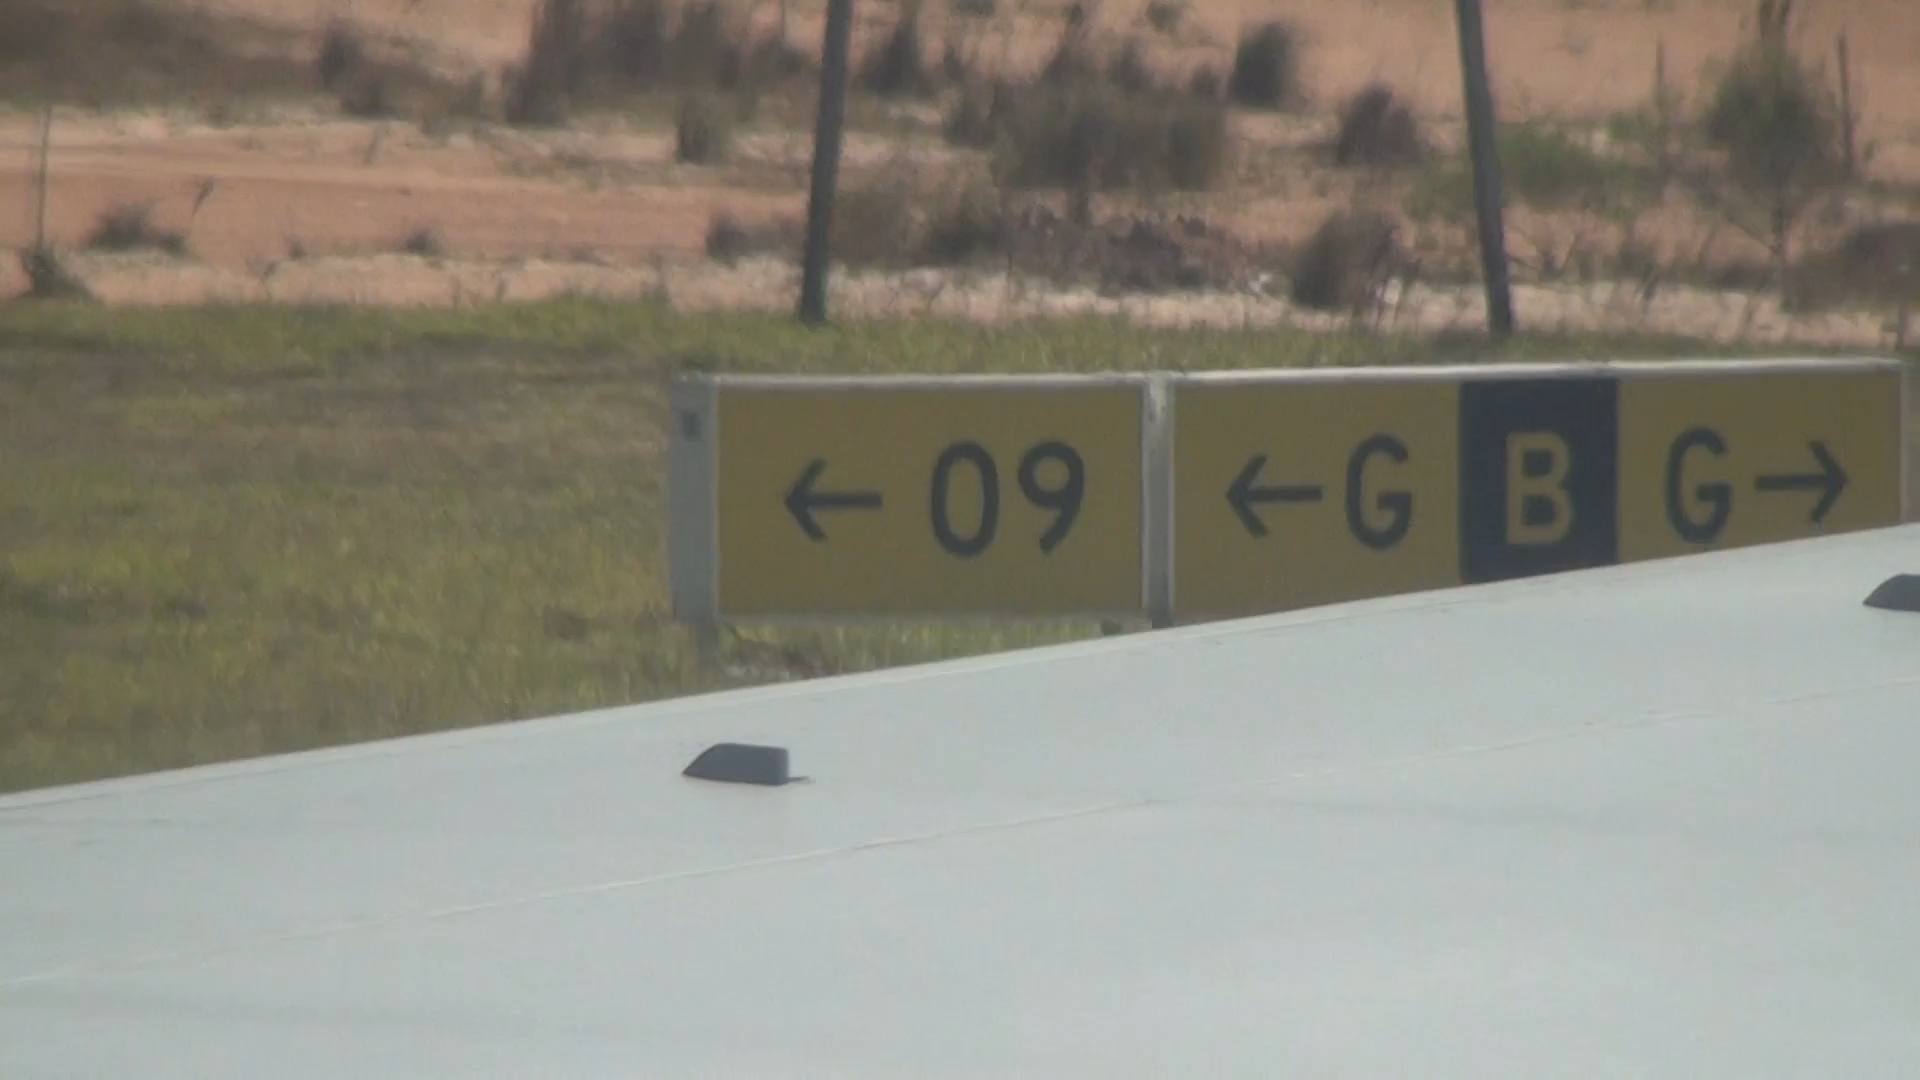 ← 09 ← G B G →